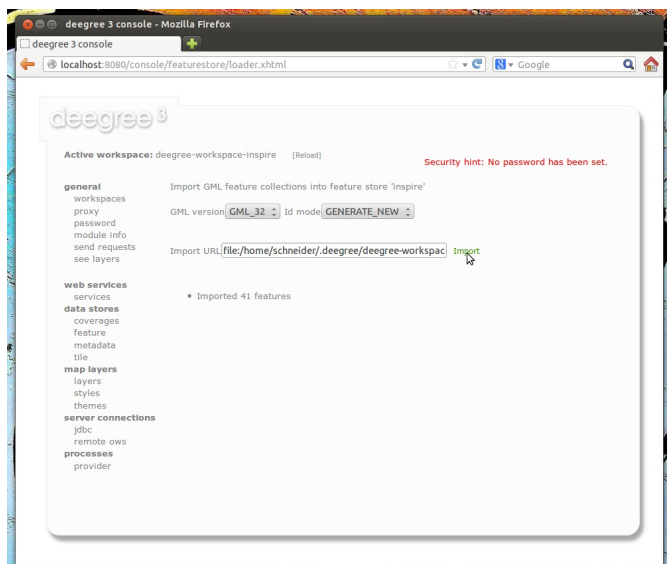 deegree 3 console - Mozilla Firefox
deegree 3 console
localhost:8080/console/featurestore/loader.xhtml
Google
deegree 3
Active workspace: deegree-workspace-inspire [Reload]
Security hint: No password has been set.
general
workspaces
proxy
password
module info
send requests
see layers
web services
services
data stores
coverages
feature
metadata
tile
map layers
layers
styles
themes
server connections
jdbc
remote ows
processes
provider
Import GML feature collections into feature store 'inspire'
GML version GML_32 Id mode GENERATE_NEW
Import URL file:/home/schneider/.deegree/deegree-workspac Import
• Imported 41 features